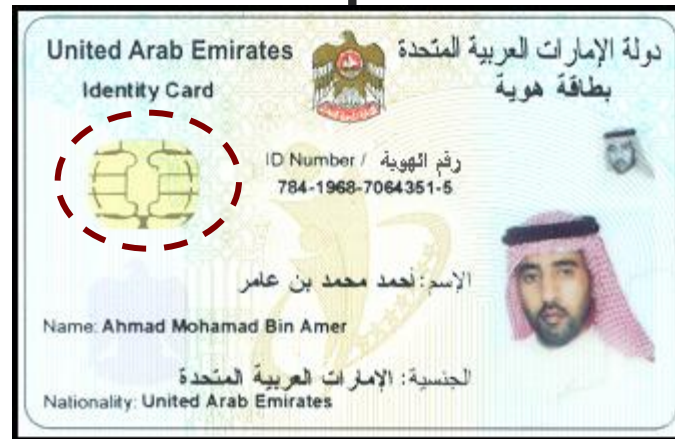 United Arab Emirates دولة الإمارات العربية المتحدة
Identity Card بطاقة هوية
ID Number / رقم الهوية
784-1968-7064351-5
الإسم: أحمد محمد بن عامر
Name: Ahmad Mohamad Bin Amer
الجنسية: الإمارات العربية المتحدة
Nationality: United Arab Emirates